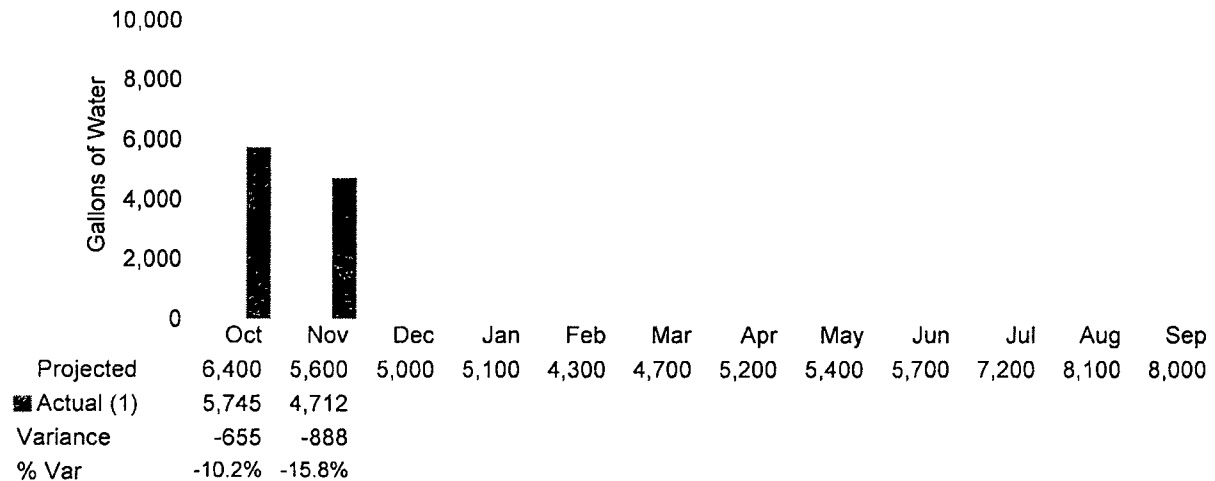 10,000
8,000
6,000
4,000
2,000
0
Gallons of Water
Oct Nov Dec Jan Feb Mar Apr May Jun Jul Aug Sep
Projected 6,400 5,600 5,000 5,100 4,300 4,700 5,200 5,400 5,700 7,200 8,100 8,000
Actual (1) 5,745 4,712
Variance -655 -888
% Var -10.2% -15.8%